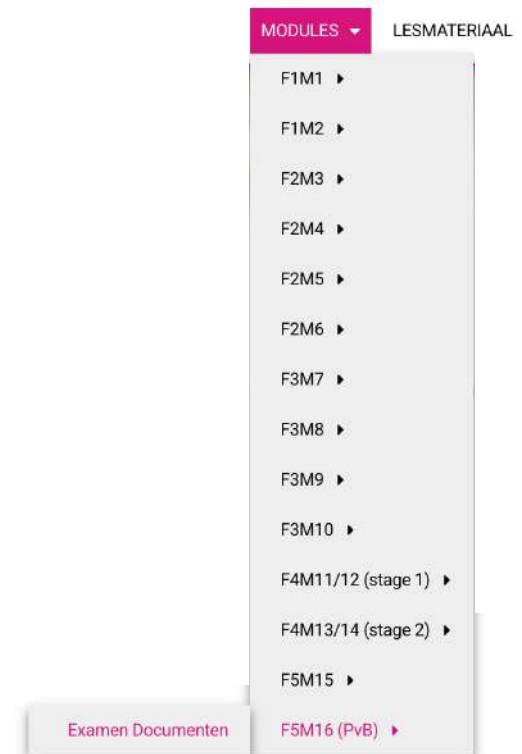 MODULES LESMATERIAAL
F1M1
F1M2
F2M3
F2M4
F2M5
F2M6
F3M7
F3M8
F3M9
F3M10
F4M11/12 (stage 1)
F4M13/14 (stage 2)
F5M15
Examen Documenten F5M16 (PvB)